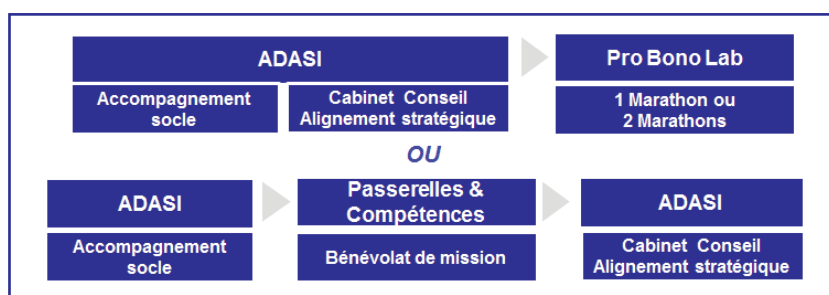 ADASI
Pro Bono Lab
Accompagnement
socle
Cabinet Conseil
Alignement stratégique
1 Marathon ou
2 Marathons
OU
ADASI
Passerelles &
Compétences
ADASI
Accompagnement
socle
Bénévolat de mission
Cabinet Conseil
Alignement stratégique